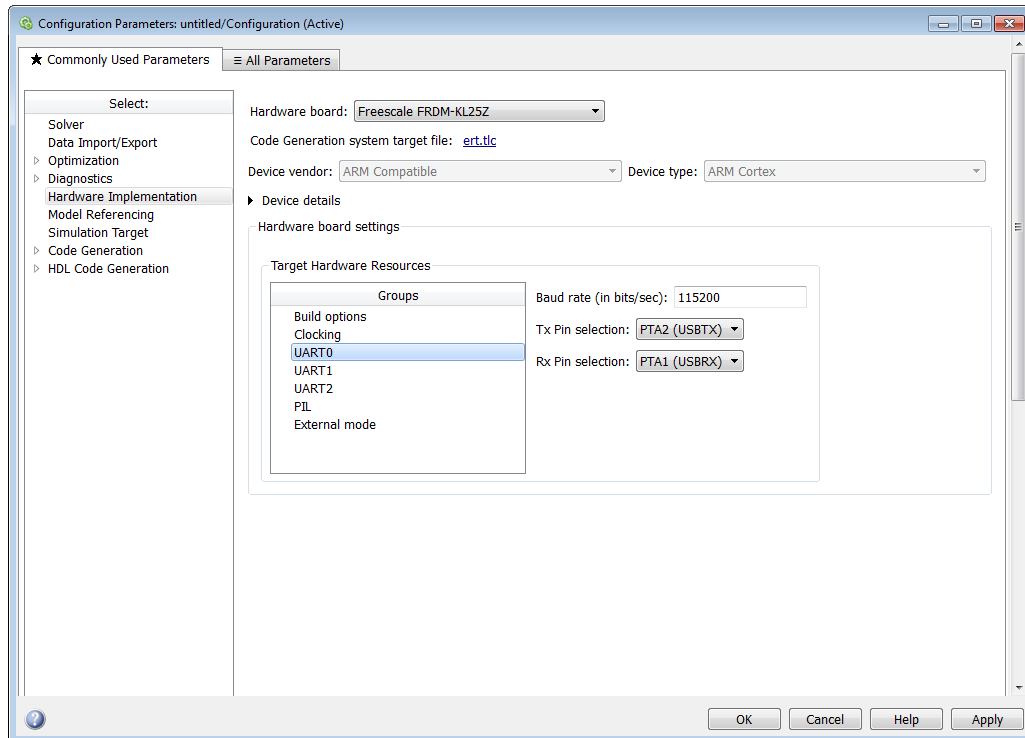 Configuration Parameters: untitled/Configuration (Active)
★ Commonly Used Parameters
≡ All Parameters
Select:
Solver
Data Import/Export
Optimization
Diagnostics
Hardware Implementation
Model Referencing
Simulation Target
Code Generation
HDL Code Generation
Hardware board: Freescale FRDM-KL25Z
Code Generation system target file: ert.tlc
Device vendor: ARM Compatible Device type: ARM Cortex
Device details
Hardware board settings
Target Hardware Resources
Groups
Build options
Clocking
UART0
UART1
UART2
PIL
External mode
Baud rate (in bits/sec): 115200
Tx Pin selection: PTA2 (USBTX)
Rx Pin selection: PTA1 (USBRX)
?
OK Cancel Help Apply